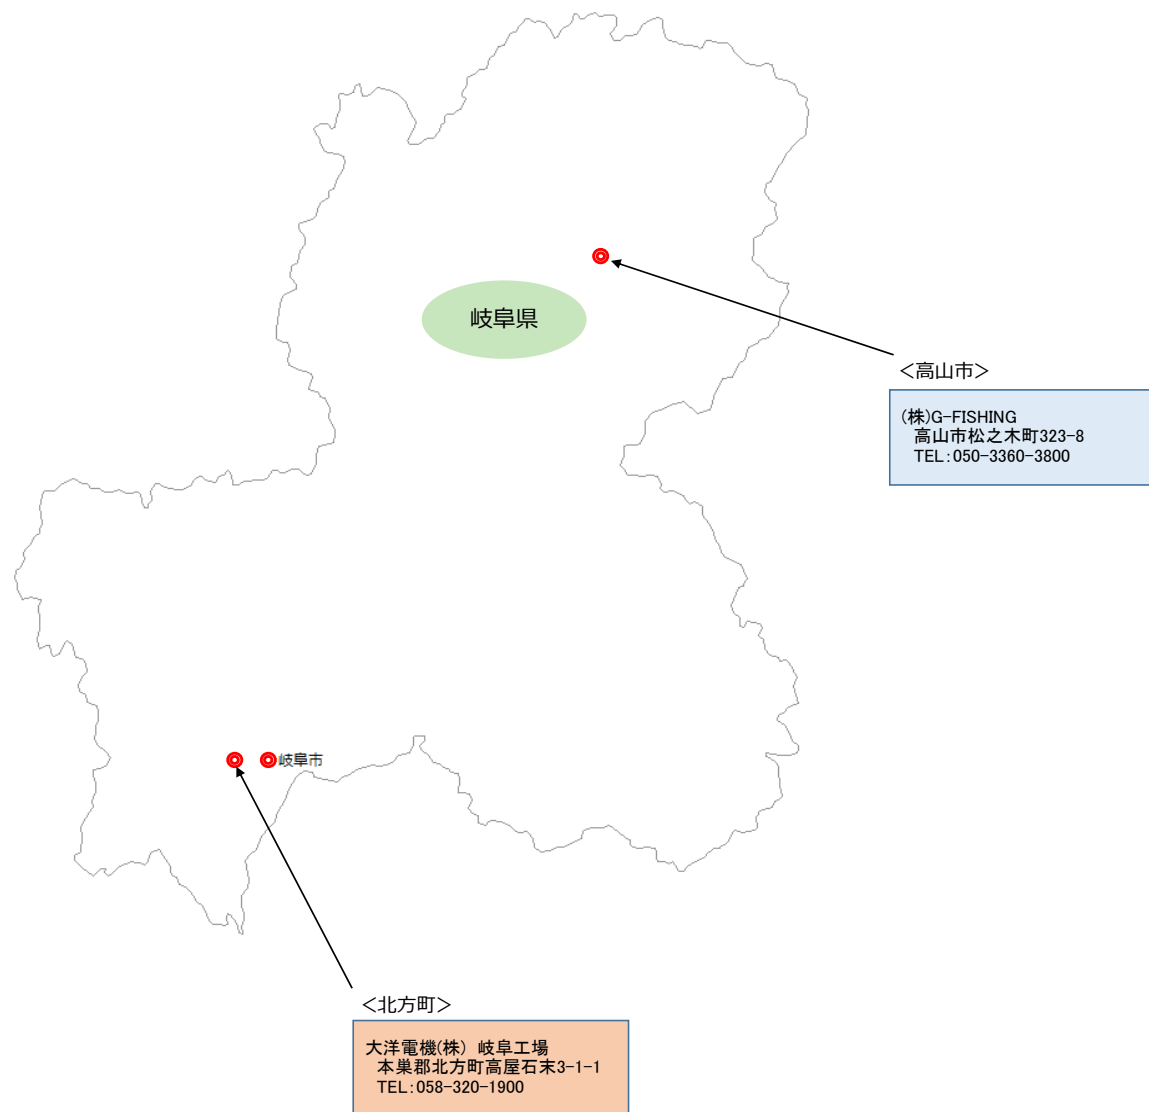 岐阜県
＜高山市＞
(株)G-FISHING
高山市松之木町323-8
TEL：050-3360-3800
岐阜市
＜北方町＞
大洋電機(株) 岐阜工場
本巣郡北方町高屋石末3-1-1
TEL：058-320-1900